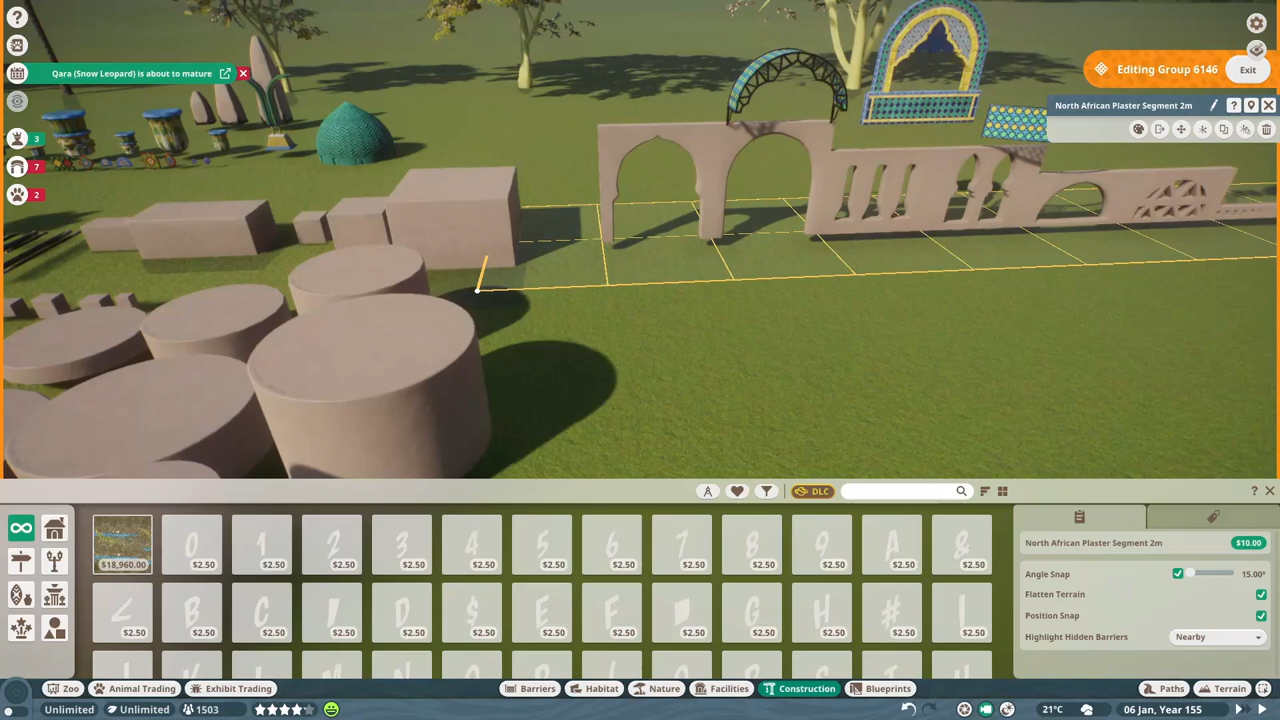 ?
Qara (Snow Leopard) is about to mature
3
7
2
Editing Group 6146
Exit
North African Plaster Segment 2m
?
DLC
?
$18,960.00
0 $2.50
1 $2.50
2 $2.50
3 $2.50
4 $2.50
5 $2.50
6 $2.50
7 $2.50
8 $2.50
$2.50
A $2.50
& $2.50
$2.50
B $2.50
C $2.50
$2.50
D $2.50
$ $2.50
E $2.50
F $2.50
$2.50
G $2.50
H $2.50
# $2.50
I $2.50
North African Plaster Segment 2m
$10.00
Angle Snap
15.00°
Flatten Terrain
Position Snap
Highlight Hidden Barriers
Nearby
Zoo
Animal Trading
Exhibit Trading
Barriers
Habitat
Nature
Facilities
Construction
Blueprints
Paths
Terrain
Unlimited
Unlimited
1503
21°C
06 Jan, Year 155